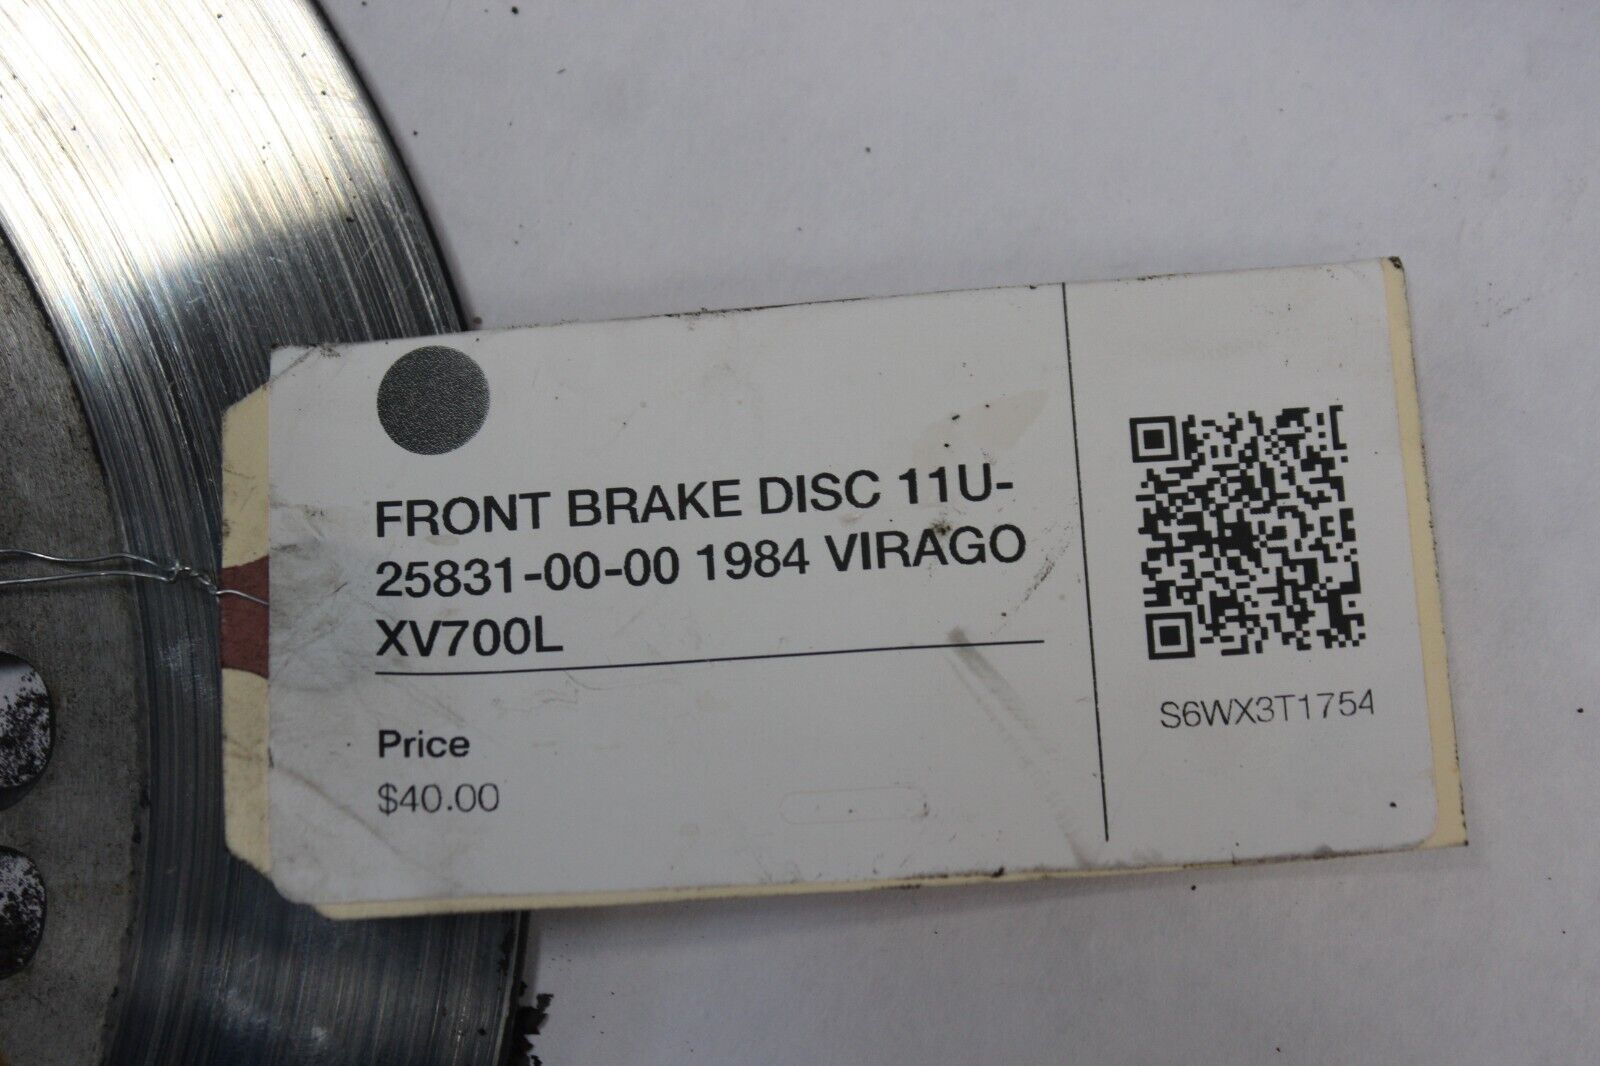 FRONT BRAKE DISC 11U-
25831-00-00 1984 VIRAGO
XV700L
Price
$40.00
S6WX3T1754